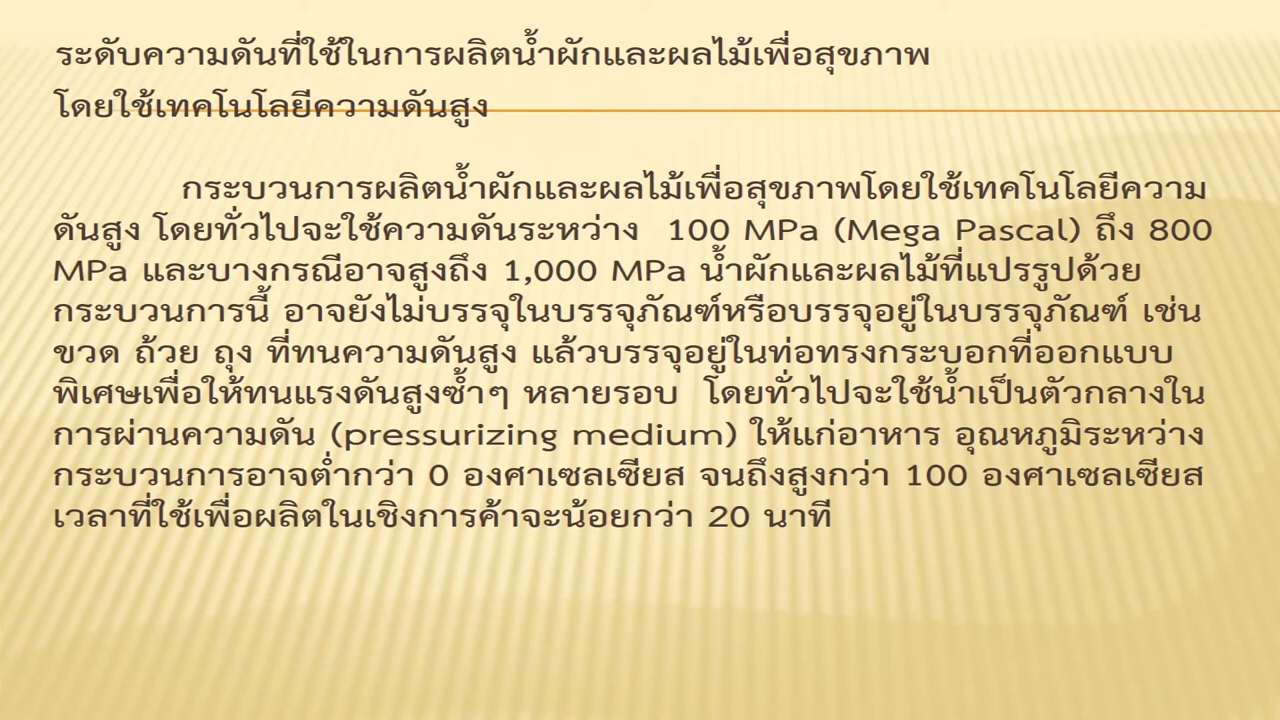 ระดับความดันที่ใช้ในการผลิตน้ำผักและผลไม้เพื่อสุขภาพ
โดยใช้เทคโนโลยีความดันสูง
กระบวนการผลิตน้ำผักและผลไม้เพื่อสุขภาพโดยใช้เทคโนโลยีความ
ดันสูง โดยทั่วไปจะใช้ความดันระหว่าง 100 MPa (Mega Pascal) ถึง 800
MPa และบางกรณีอาจสูงถึง 1,000 MPa น้ำผักและผลไม้ที่แปรรูปด้วย
กระบวนการนี้ อาจยังไม่บรรจุในบรรจุภัณฑ์หรือบรรจุอยู่ในบรรจุภัณฑ์ เช่น
ขวด ถ้วย ถุง ที่ทนความดันสูง แล้วบรรจุอยู่ในท่อทรงกระบอกที่ออกแบบ
พิเศษเพื่อให้ทนแรงดันสูงซ้ำๆ หลายรอบ โดยทั่วไปจะใช้น้ำเป็นตัวกลางใน
การผ่านความดัน (pressurizing medium) ให้แก่อาหาร อุณหภูมิระหว่าง
กระบวนการอาจต่ำกว่า 0 องศาเซลเซียส จนถึงสูงกว่า 100 องศาเซลเซียส
เวลาที่ใช้เพื่อผลิตในเชิงการค้าจะน้อยกว่า 20 นาที